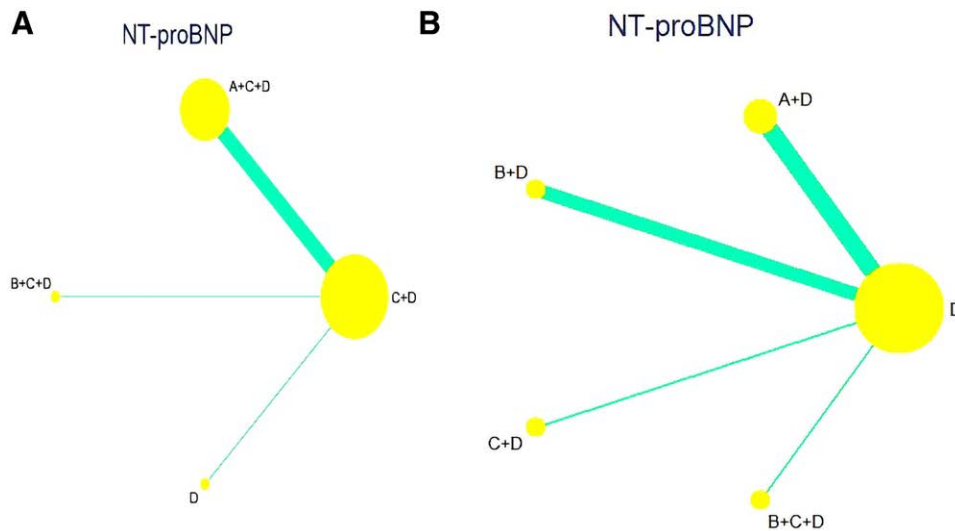 A
NT-proBNP
A+C+D
B+C+D
C+D
D
B
NT-proBNP
A+D
B+D
D
C+D
B+C+D